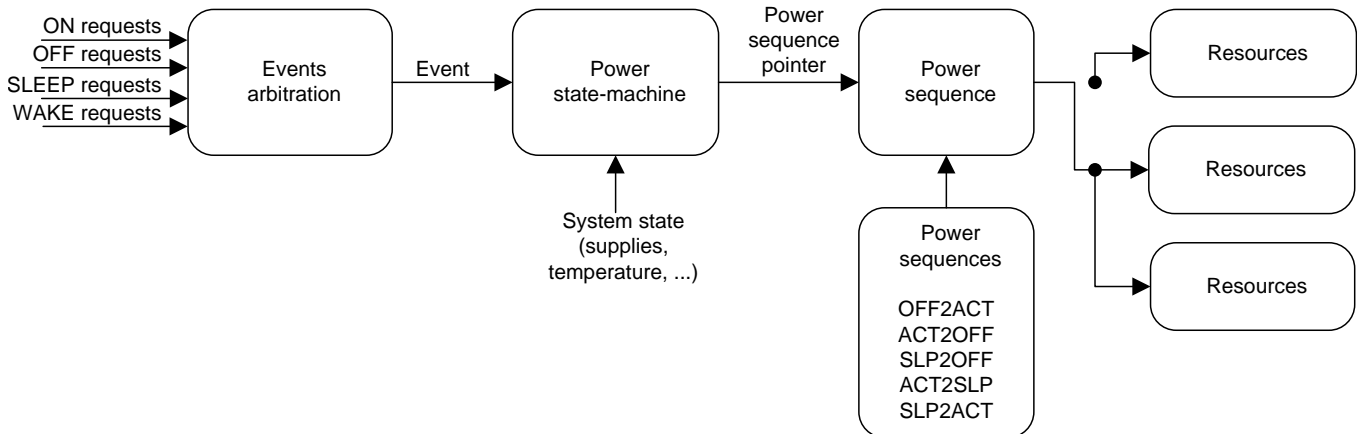 ON requests
OFF requests
SLEEP requests
WAKE requests
Events
arbitration
Event
Power
state-machine
System state
(supplies,
temperature, ...)
Power
sequence
pointer
Power
sequence
Power
sequences
OFF2ACT
ACT2OFF
SLP2OFF
ACT2SLP
SLP2ACT
Resources
Resources
Resources